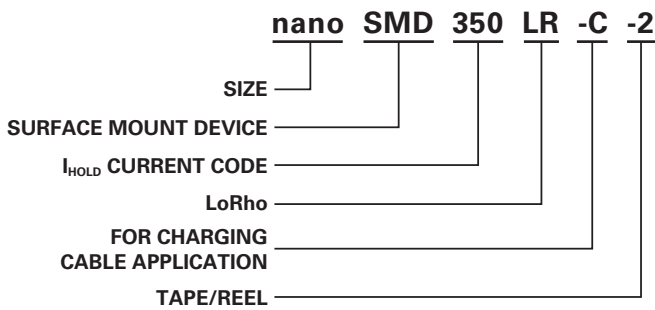 nano SMD 350 LR -C -2
SIZE
SURFACE MOUNT DEVICE
IHOLD CURRENT CODE
LoRho
FOR CHARGING
CABLE APPLICATION
TAPE/REEL